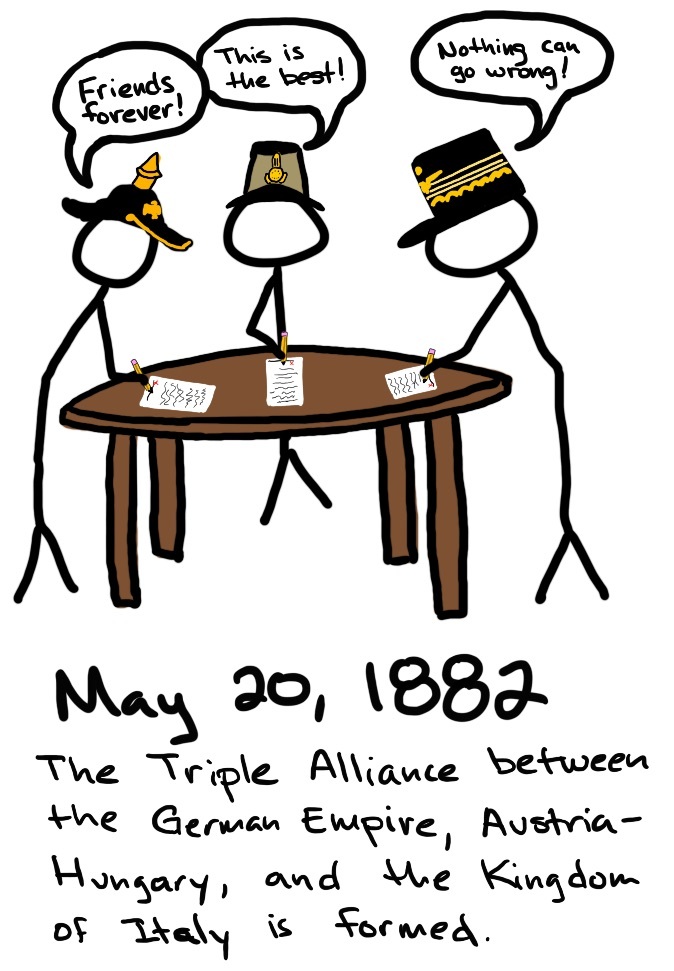 Friends
forever!
This is
the best!
Nothing can
go wrong!
May 20, 1882
The Triple Alliance between
the German Empire, Austria-
Hungary, and the Kingdom
of Italy is formed.